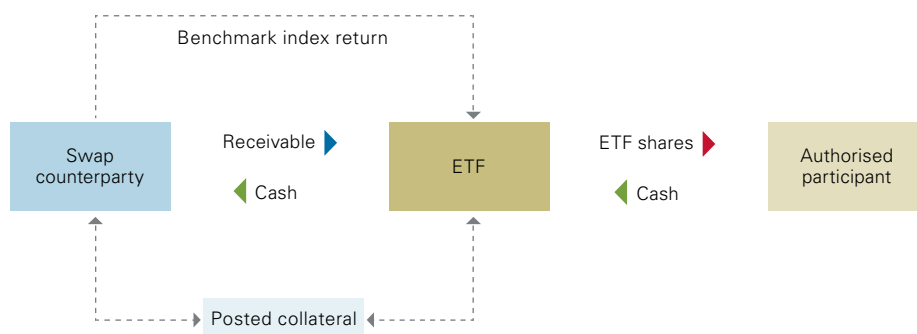 Benchmark index return
Swap
counterparty
Receivable
Cash
ETF
ETF shares
Cash
Authorised
participant
Posted collateral